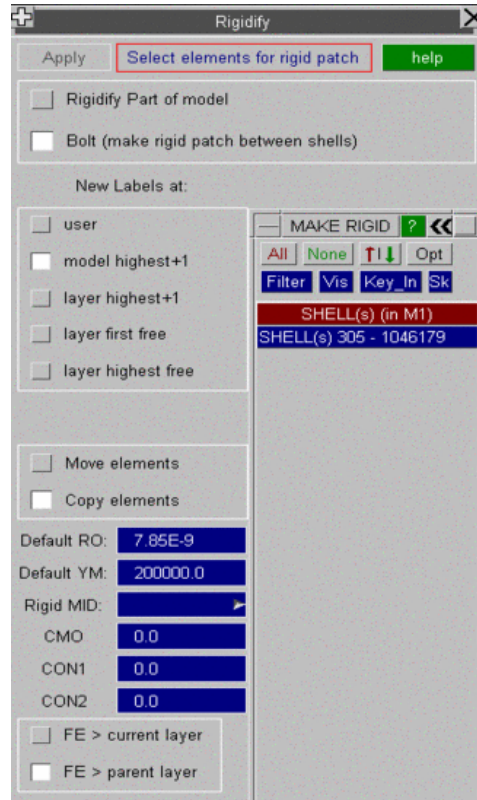 Rigidify
Apply
Select elements for rigid patch
help
Rigidify Part of model
Bolt (make rigid patch between shells)
New Labels at:
user
model highest+1
layer highest+1
layer first free
layer highest free
MAKE RIGID ?
All None Opt
Filter Vis Key_In Sk
SHELL(s) (in M1)
SHELL(s) 305 - 1046179
Move elements
Copy elements
Default RO: 7.85E-9
Default YM: 200000.0
Rigid MID:
CMO 0.0
CON1 0.0
CON2 0.0
FE > current layer
FE > parent layer